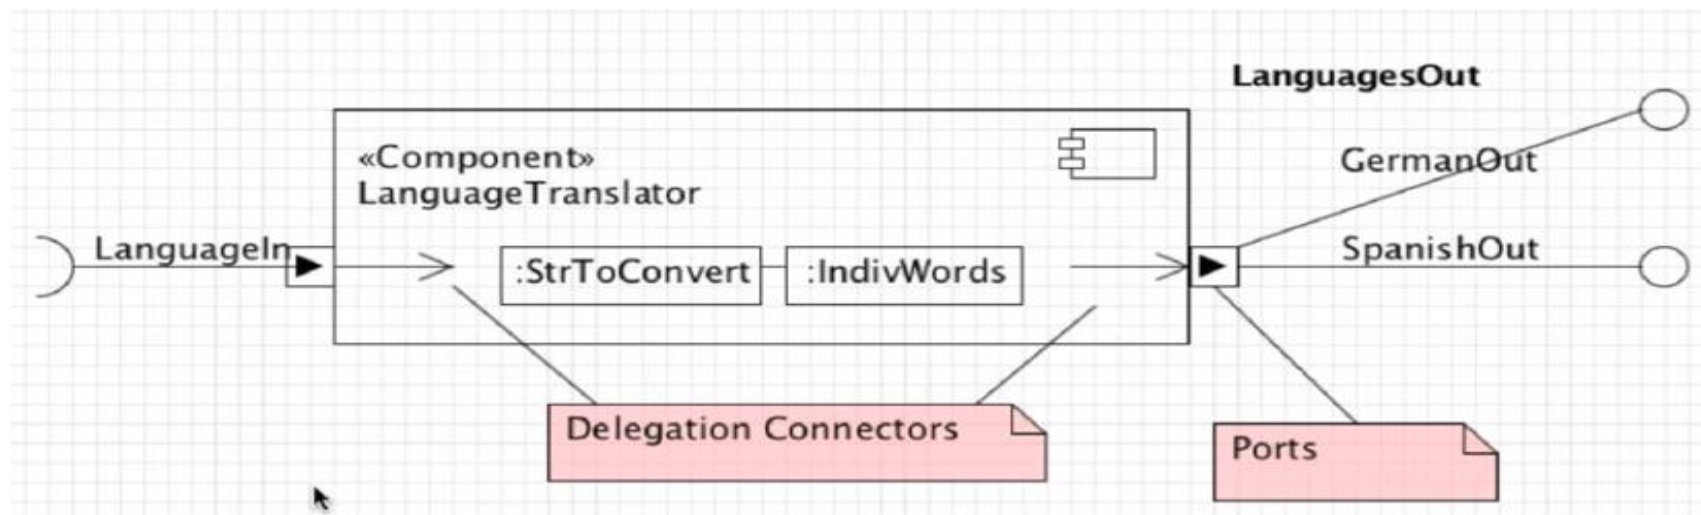 LanguagesOut
«Component»
LanguageTranslator
GermanOut
LanguageIn
:StrToConvert
:IndivWords
SpanishOut
Delegation Connectors
Ports